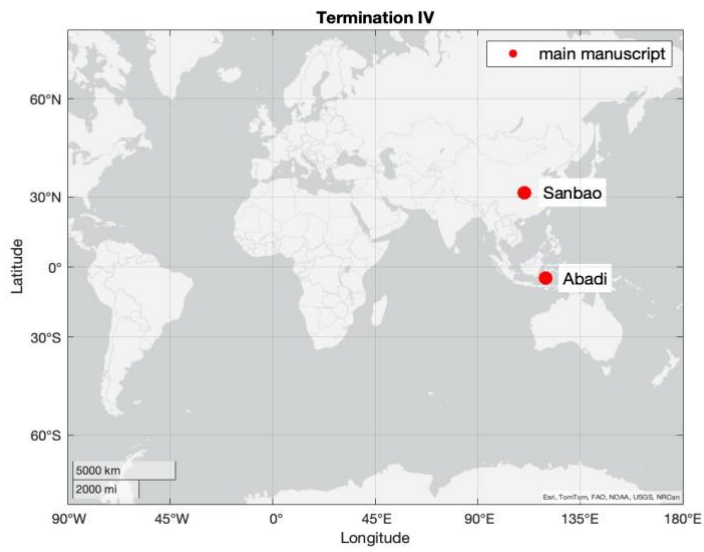 Termination IV
main manuscript
60°N
30°N
0°
30°S
60°S
Latitude
Sanbao
Abadi
5000 km
2000 mi
Esri, TomTom, FAO, NOAA, USGS, NRCan
90°W 45°W 0° 45°E 90°E 135°E 180°E
Longitude